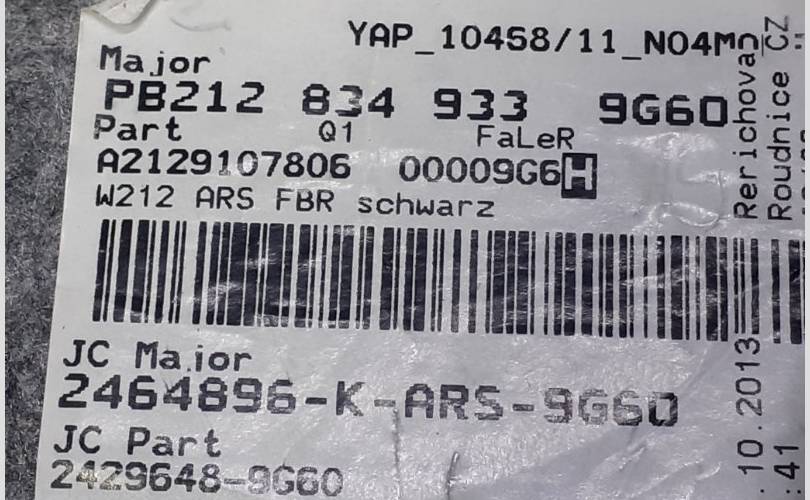 YAP_10458/11_N04M
Major
PB212 834 933 9G60
Part Q1 FaLeR
A2129107806 00009G6H
W212 ARS FBR schwarz
JC Major
2464896-K-ARS-9G60
JC Part
2429648-9G60
Rerichova
Roudnice CZ
. 10.2013
:41